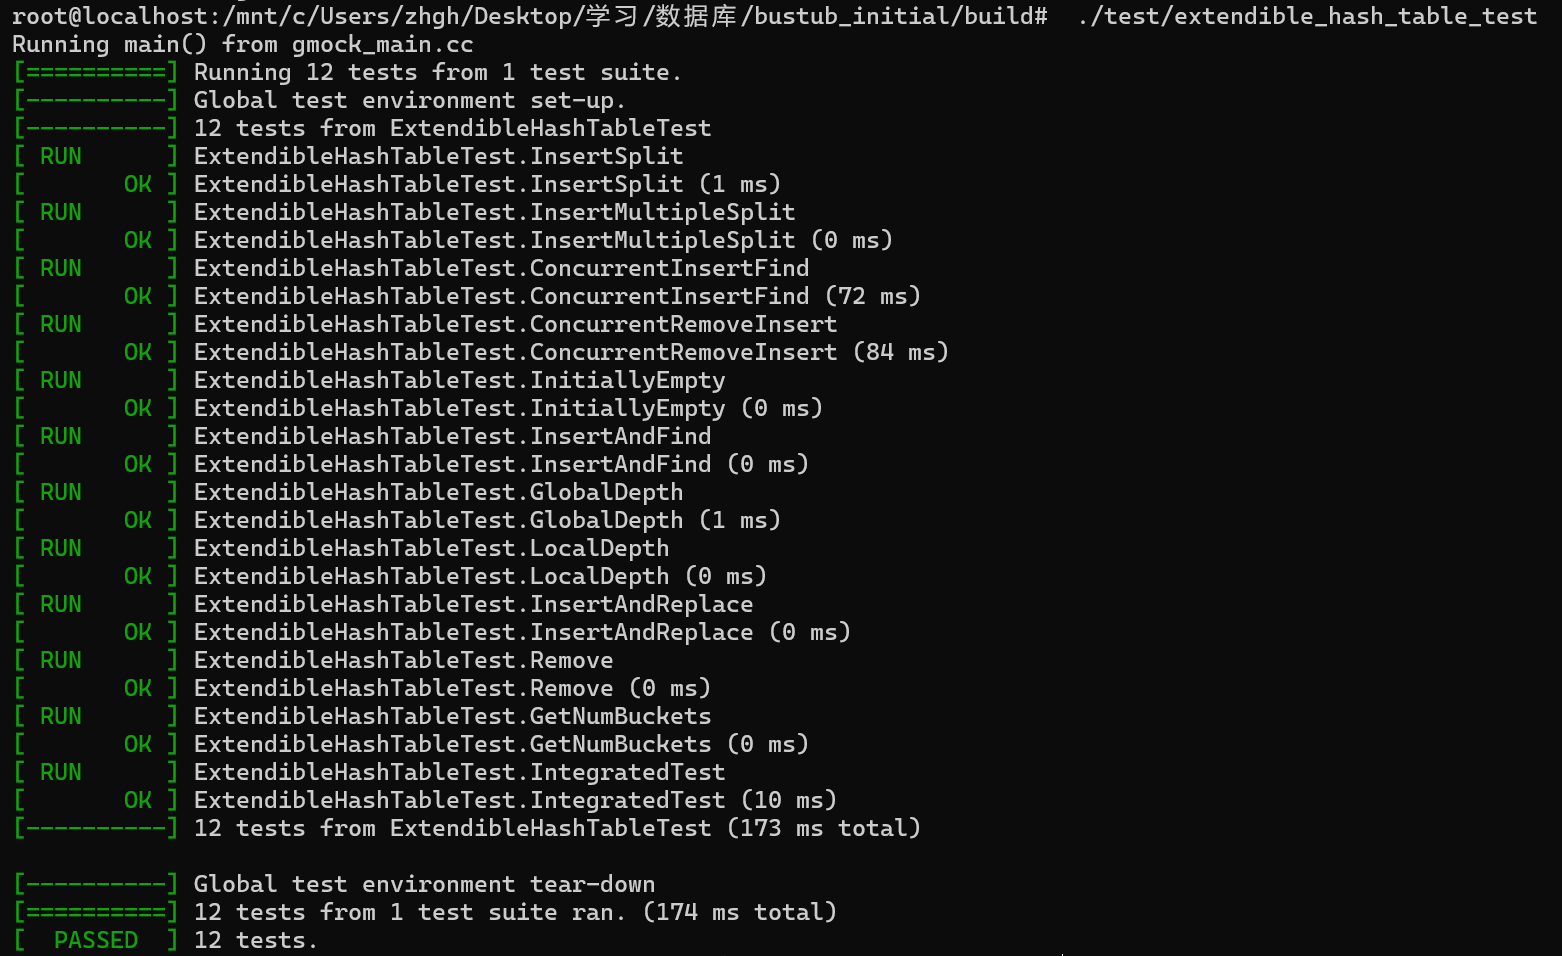 root@localhost:/mnt/c/Users/zhgh/Desktop/学习/数据库/bustub_initial/build#  ./test/extendible_hash_table_test
Running main() from gmock_main.cc
[==========] Running 12 tests from 1 test suite.
[----------] Global test environment set-up.
[----------] 12 tests from ExtendibleHashTableTest
[ RUN      ] ExtendibleHashTableTest.InsertSplit
[       OK ] ExtendibleHashTableTest.InsertSplit (1 ms)
[ RUN      ] ExtendibleHashTableTest.InsertMultipleSplit
[       OK ] ExtendibleHashTableTest.InsertMultipleSplit (0 ms)
[ RUN      ] ExtendibleHashTableTest.ConcurrentInsertFind
[       OK ] ExtendibleHashTableTest.ConcurrentInsertFind (72 ms)
[ RUN      ] ExtendibleHashTableTest.ConcurrentRemoveInsert
[       OK ] ExtendibleHashTableTest.ConcurrentRemoveInsert (84 ms)
[ RUN      ] ExtendibleHashTableTest.InitiallyEmpty
[       OK ] ExtendibleHashTableTest.InitiallyEmpty (0 ms)
[ RUN      ] ExtendibleHashTableTest.InsertAndFind
[       OK ] ExtendibleHashTableTest.InsertAndFind (0 ms)
[ RUN      ] ExtendibleHashTableTest.GlobalDepth
[       OK ] ExtendibleHashTableTest.GlobalDepth (1 ms)
[ RUN      ] ExtendibleHashTableTest.LocalDepth
[       OK ] ExtendibleHashTableTest.LocalDepth (0 ms)
[ RUN      ] ExtendibleHashTableTest.InsertAndReplace
[       OK ] ExtendibleHashTableTest.InsertAndReplace (0 ms)
[ RUN      ] ExtendibleHashTableTest.Remove
[       OK ] ExtendibleHashTableTest.Remove (0 ms)
[ RUN      ] ExtendibleHashTableTest.GetNumBuckets
[       OK ] ExtendibleHashTableTest.GetNumBuckets (0 ms)
[ RUN      ] ExtendibleHashTableTest.IntegratedTest
[       OK ] ExtendibleHashTableTest.IntegratedTest (10 ms)
[----------] 12 tests from ExtendibleHashTableTest (173 ms total)
[----------] Global test environment tear-down
[==========] 12 tests from 1 test suite ran. (174 ms total)
[  PASSED  ] 12 tests.